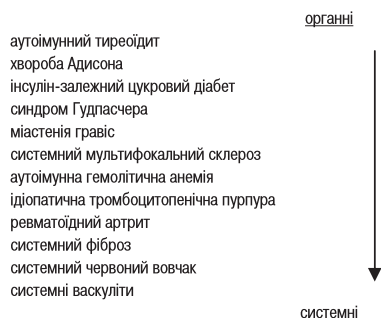 органні
аутоімунний тиреоїдит
хвороба Адисона
інсулін-залежний цукровий діабет
синдром Гудпасчера
міастенія гравіс
системний мультифокальний склероз
аутоімунна гемолітична анемія
ідіопатична тромбоцитопенічна пурпура
ревматоїдний артрит
системний фіброз
системний червоний вовчак
системні васкуліти
системні